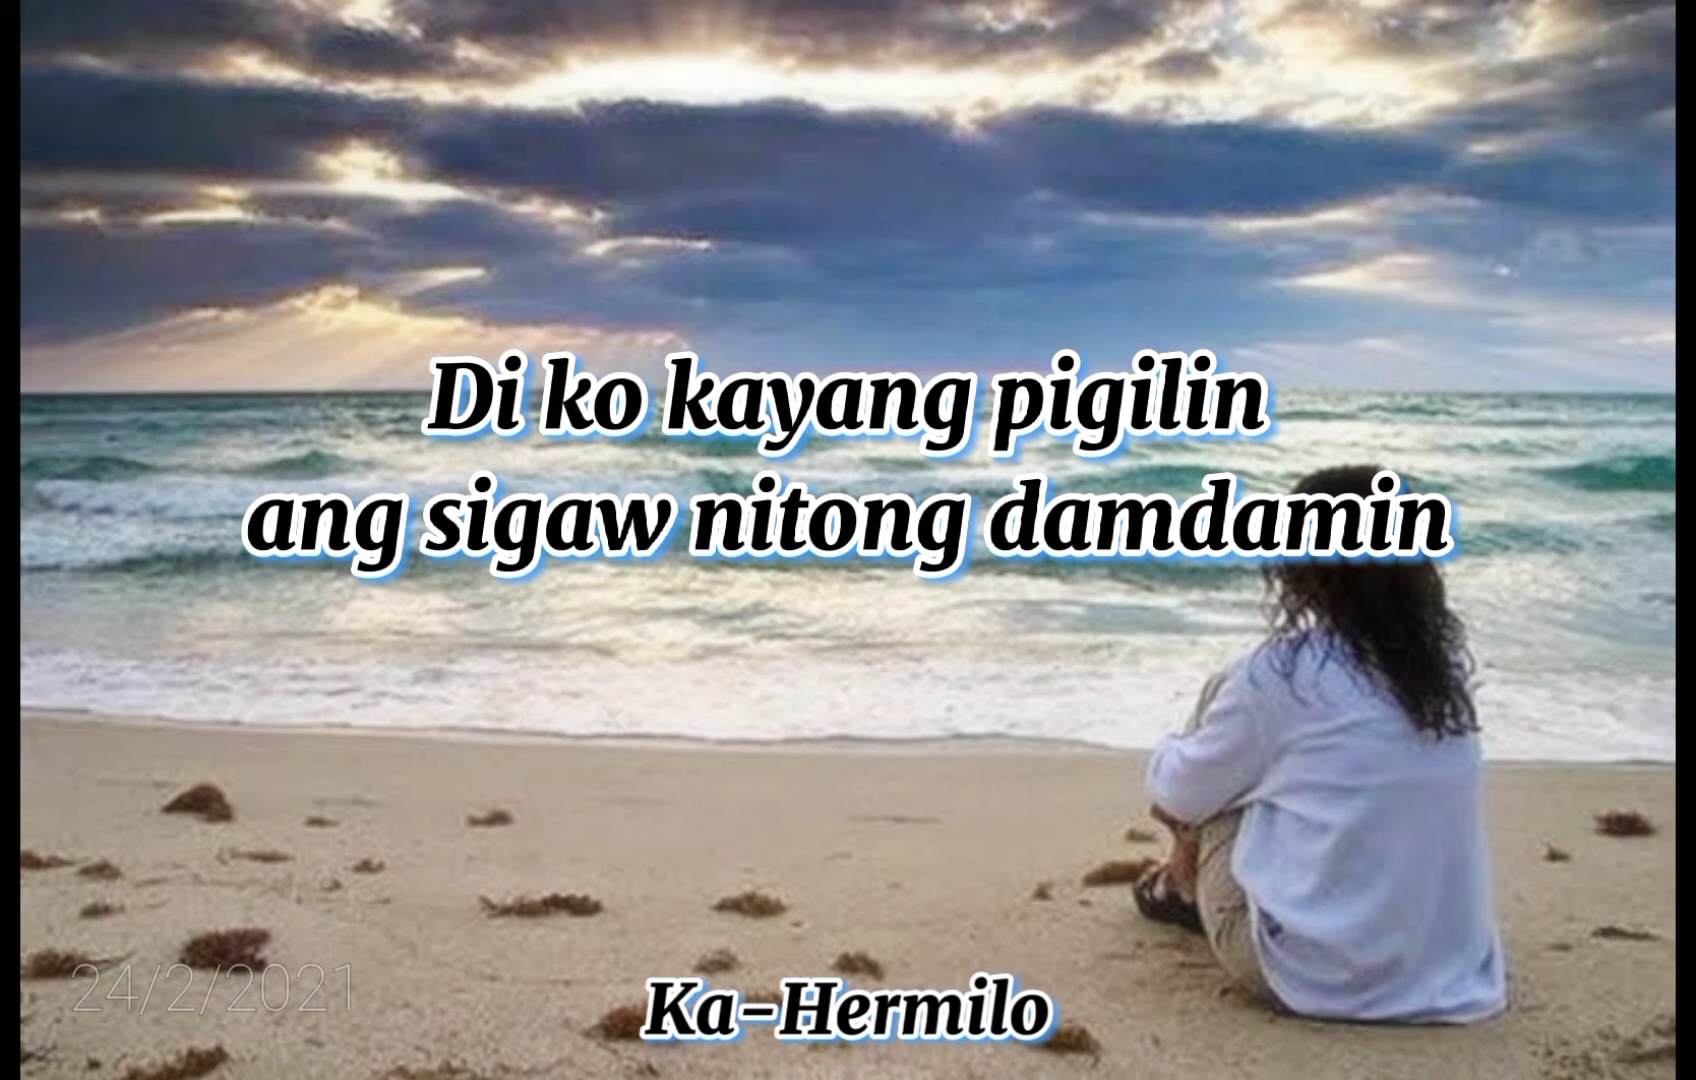 Di ko kayang pigilin
ang sigaw nitong damdamin
24/2/2021
Ka-Hermilo